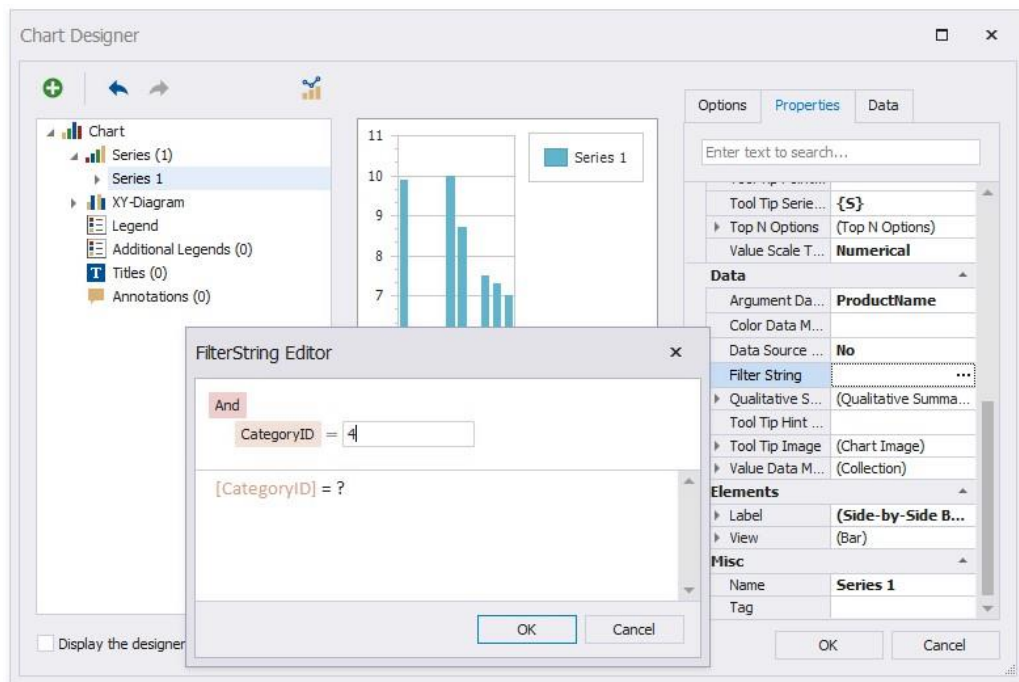 Chart Designer
Chart
Series (1)
Series 1
XY-Diagram
Legend
Additional Legends (0)
T Titles (0)
Annotations (0)
11
10
9
8
7
Series 1
Options Properties Data
Enter text to search...
Tool Tip Serie... {S}
Top N Options (Top N Options)
Value Scale T... Numerical
Data
Argument Da... ProductName
Color Data M...
Data Source ... No
Filter String ...
Qualitative S... (Qualitative Summa...
Tool Tip Hint ...
Tool Tip Image (Chart Image)
Value Data M... (Collection)
Elements
Label (Side-by-Side B...
View (Bar)
Misc
Name Series 1
Tag
FilterString Editor
And
CategoryID = 4
[CategoryID] = ?
OK Cancel
Display the designer
OK Cancel